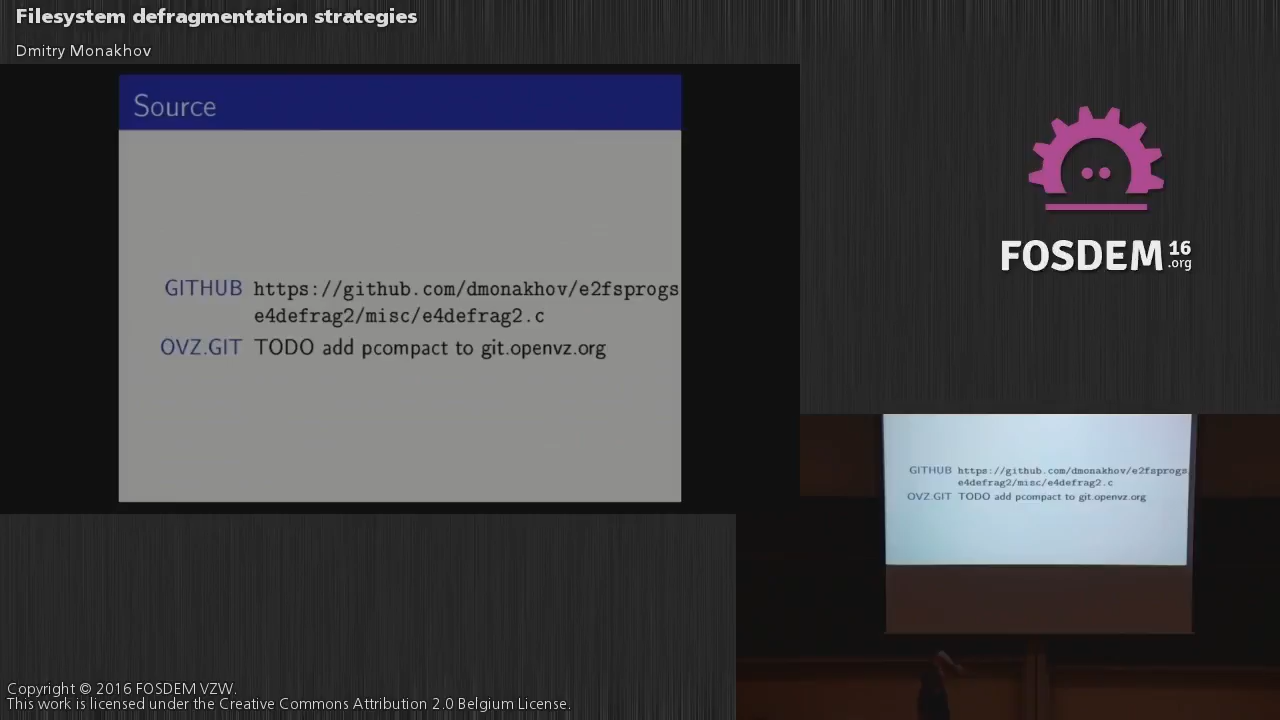 Filesystem defragmentation strategies
Dmitry Monakhov
Source
GITHUB https://github.com/dmonakhov/e2fsprogs
e4defrag2/misc/e4defrag2.c
OVZ.GIT TODO add pcompact to git.openvz.org
FOSDEM 16
.org
GITHUB https://github.com/dmonakhov/e2fsprogs
e4defrag2/misc/e4defrag2.c
OVZ.GIT TODO add pcompact to git.openvz.org
Copyright © 2016 FOSDEM VZW.
This work is licensed under the Creative Commons Attribution 2.0 Belgium License.